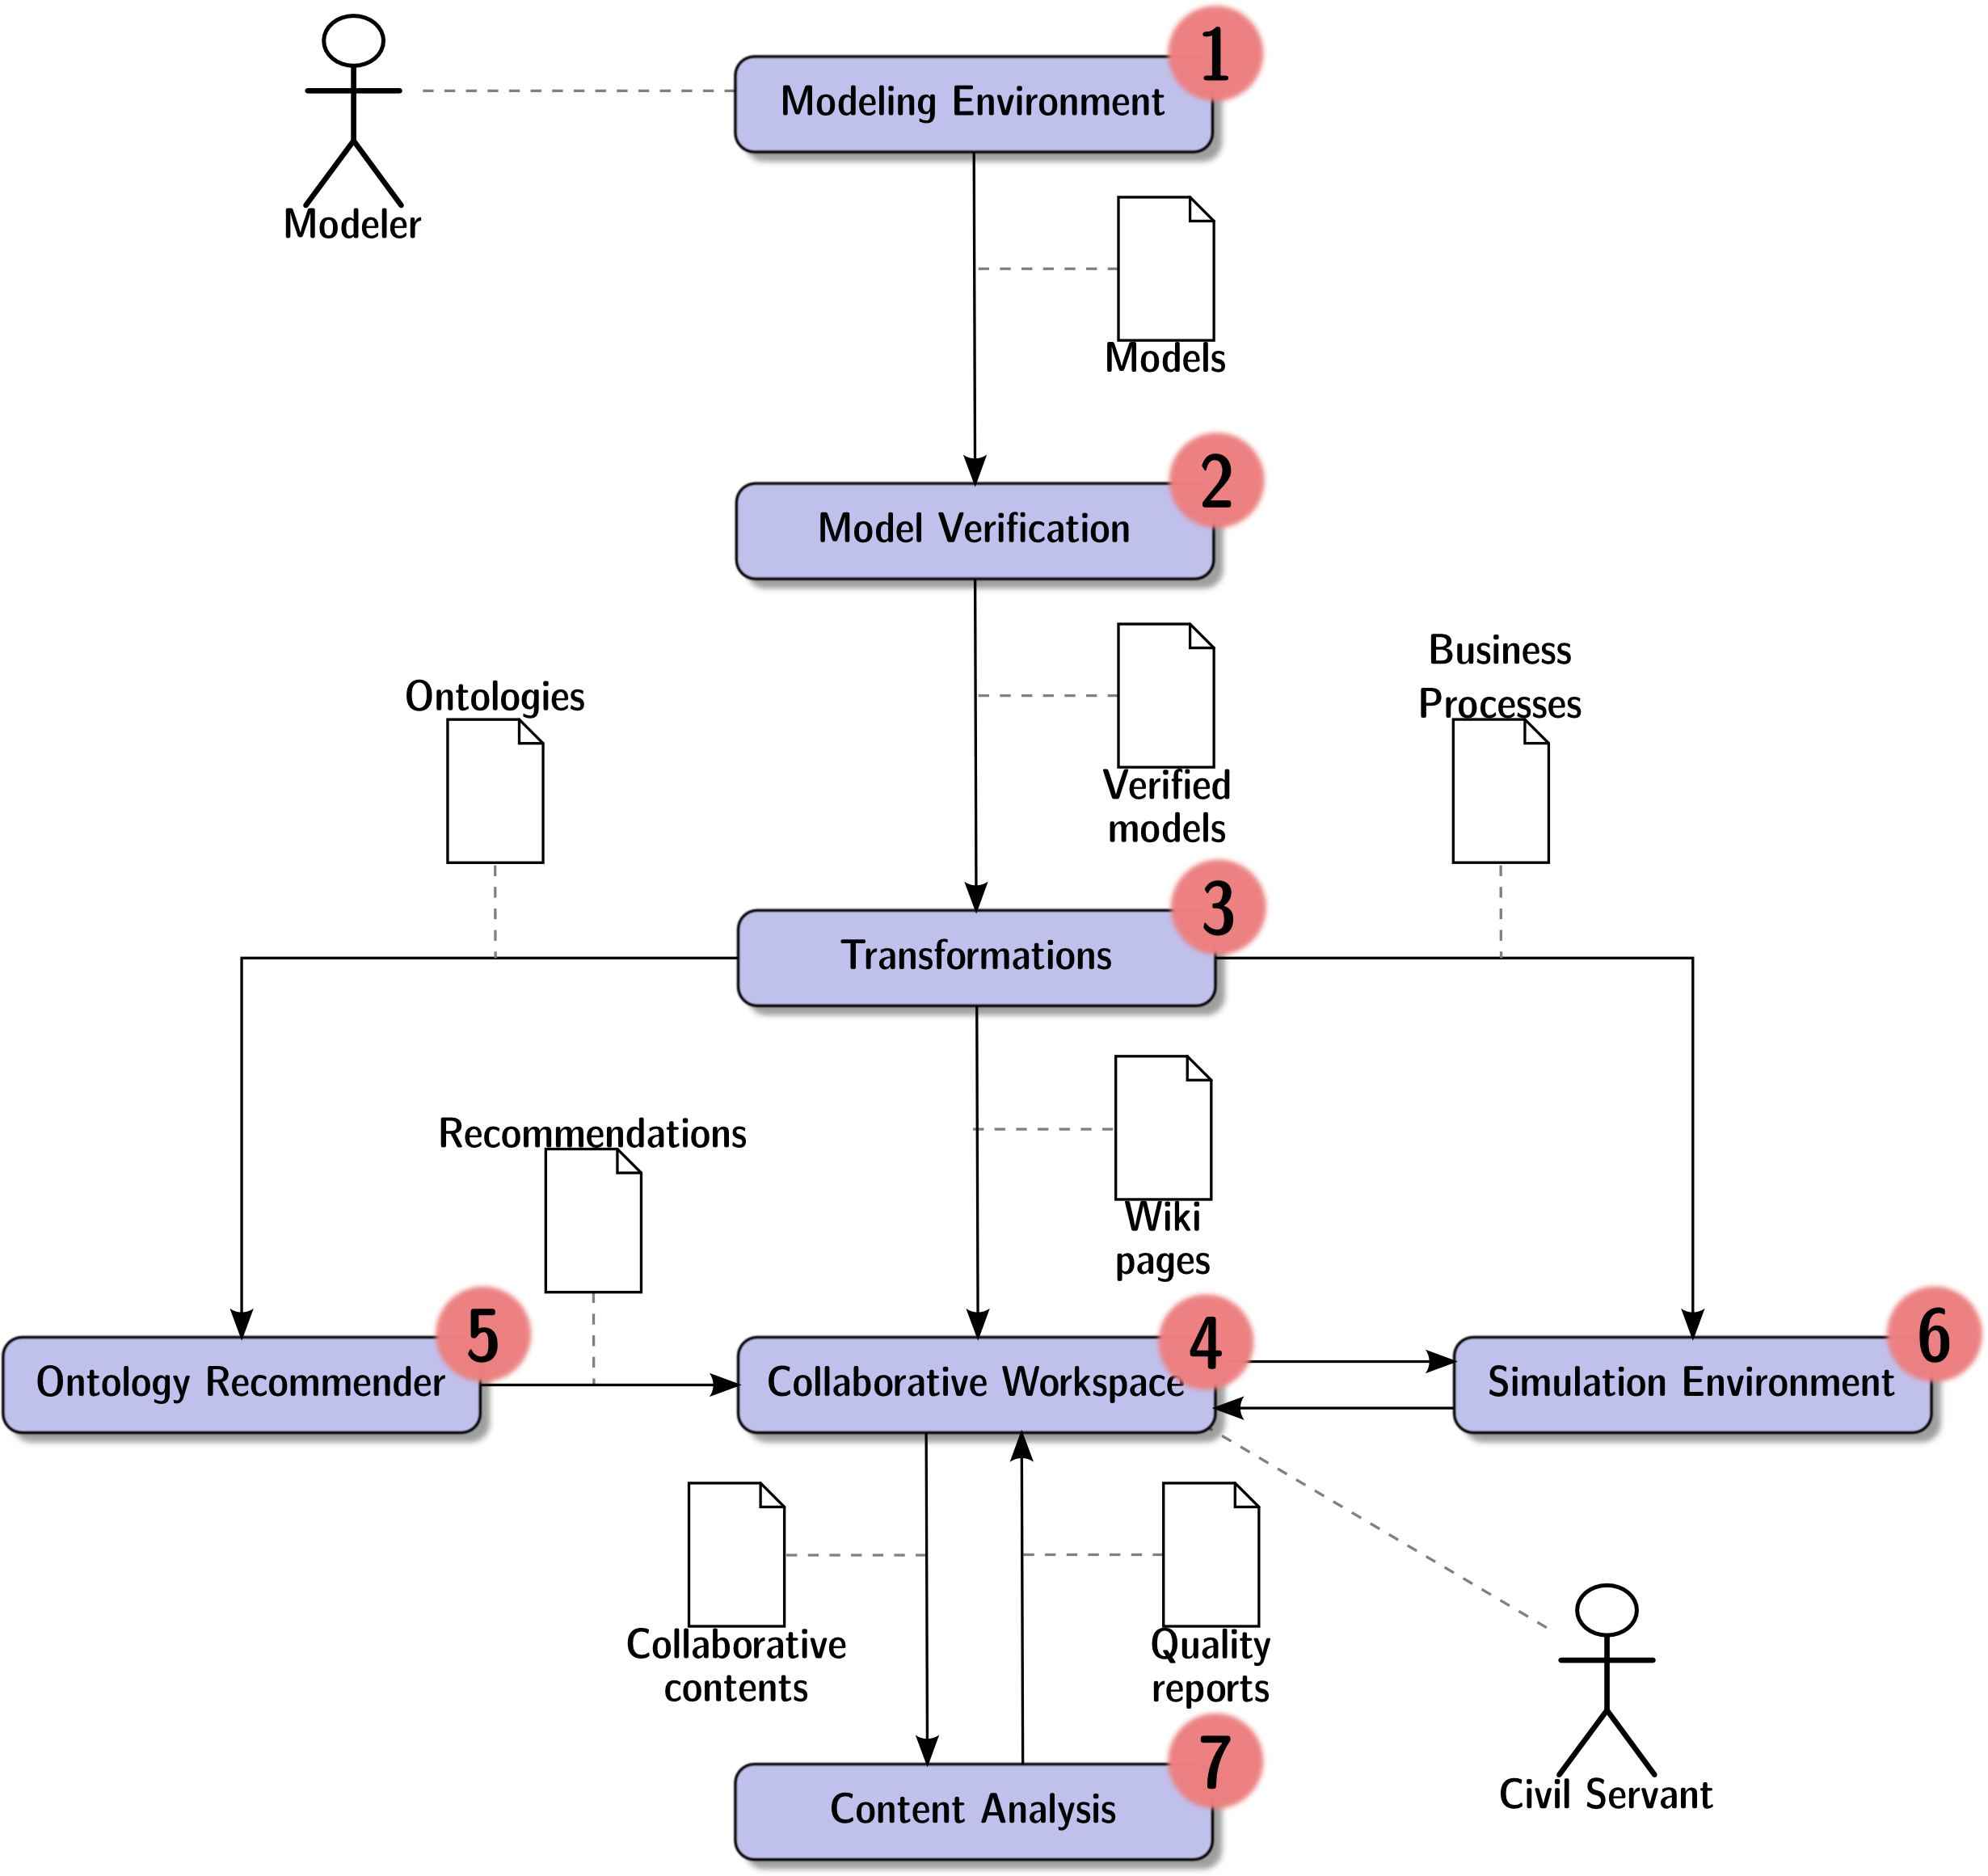 1
Modeling Environment
Modeler
Models
2
Model Verification
Business
Processes
Ontologies
Verified
models
3
Transformations
Recommendations
Wiki
pages
5
Ontology Recommender
4
Collaborative Workspace
6
Simulation Environment
Collaborative
contents
Quality
reports
7
Content Analysis
Civil Servant